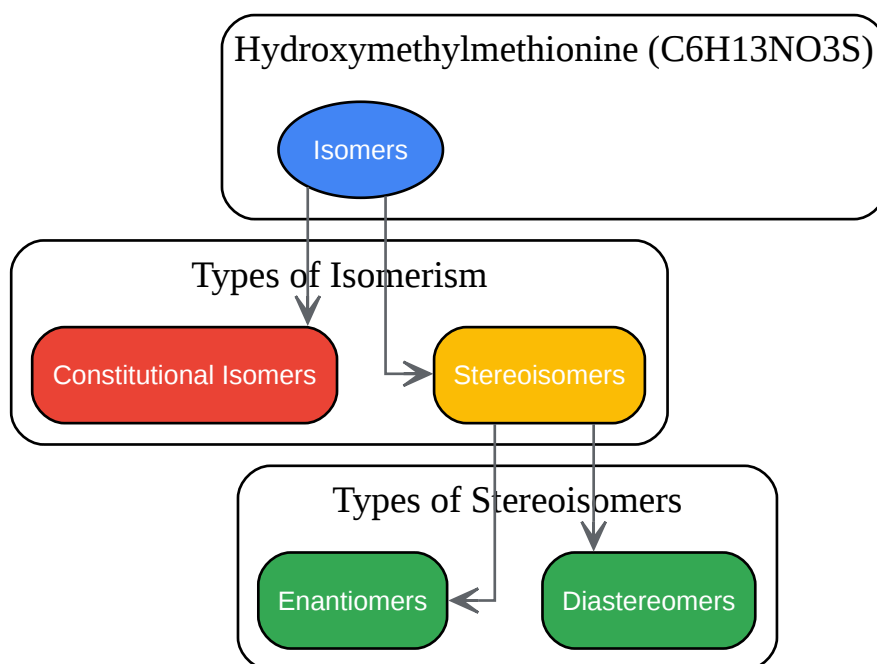 Hydroxymethylmethionine (C6H13NO3S)
Isomers
Types of Isomerism
Constitutional Isomers
Stereoisomers
Types of Stereoisomers
Enantiomers
Diastereomers